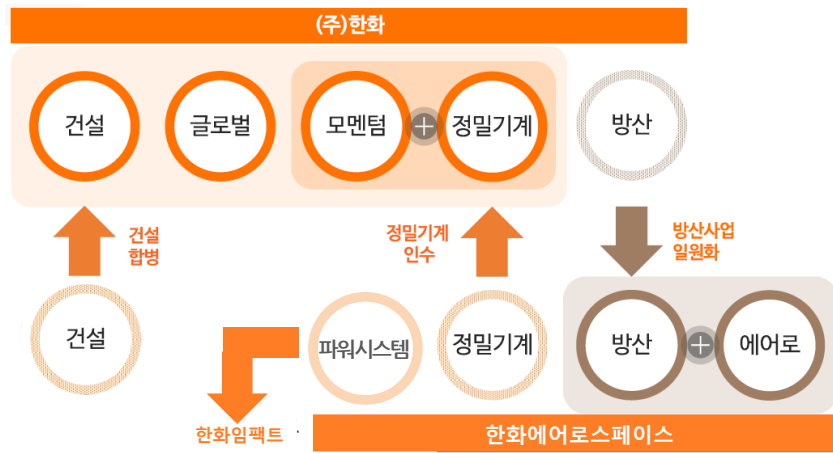 (주)한화
건설
글로벌
모멘텀
+
정밀기계
방산
건설
합병
정밀기계
인수
방산사업
일원화
건설
파워시스템
정밀기계
방산
+
에어로
한화임팩트
한화에어로스페이스